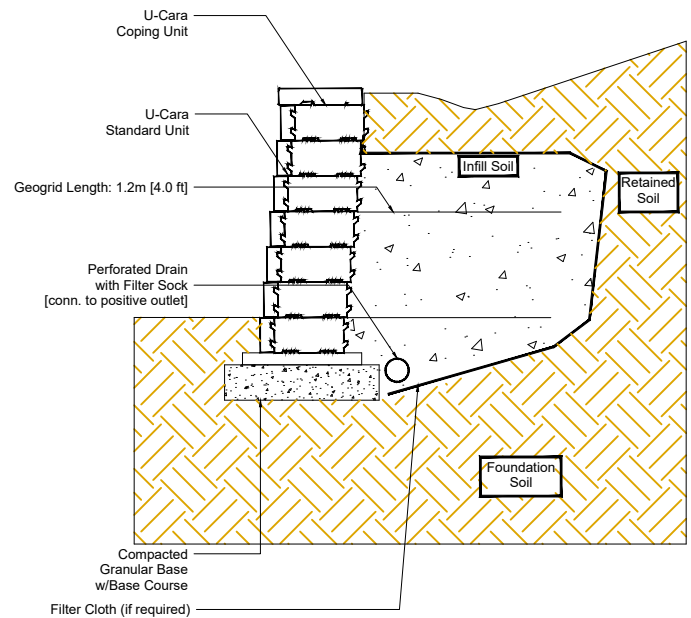 U-Cara
Coping Unit
U-Cara
Standard Unit
Infill Soil
Geogrid Length: 1.2m [4.0 ft]
Retained
Soil
Perforated Drain
with Filter Sock
[conn. to positive outlet]
Foundation
Soil
Compacted
Granular Base
w/Base Course
Filter Cloth (if required)